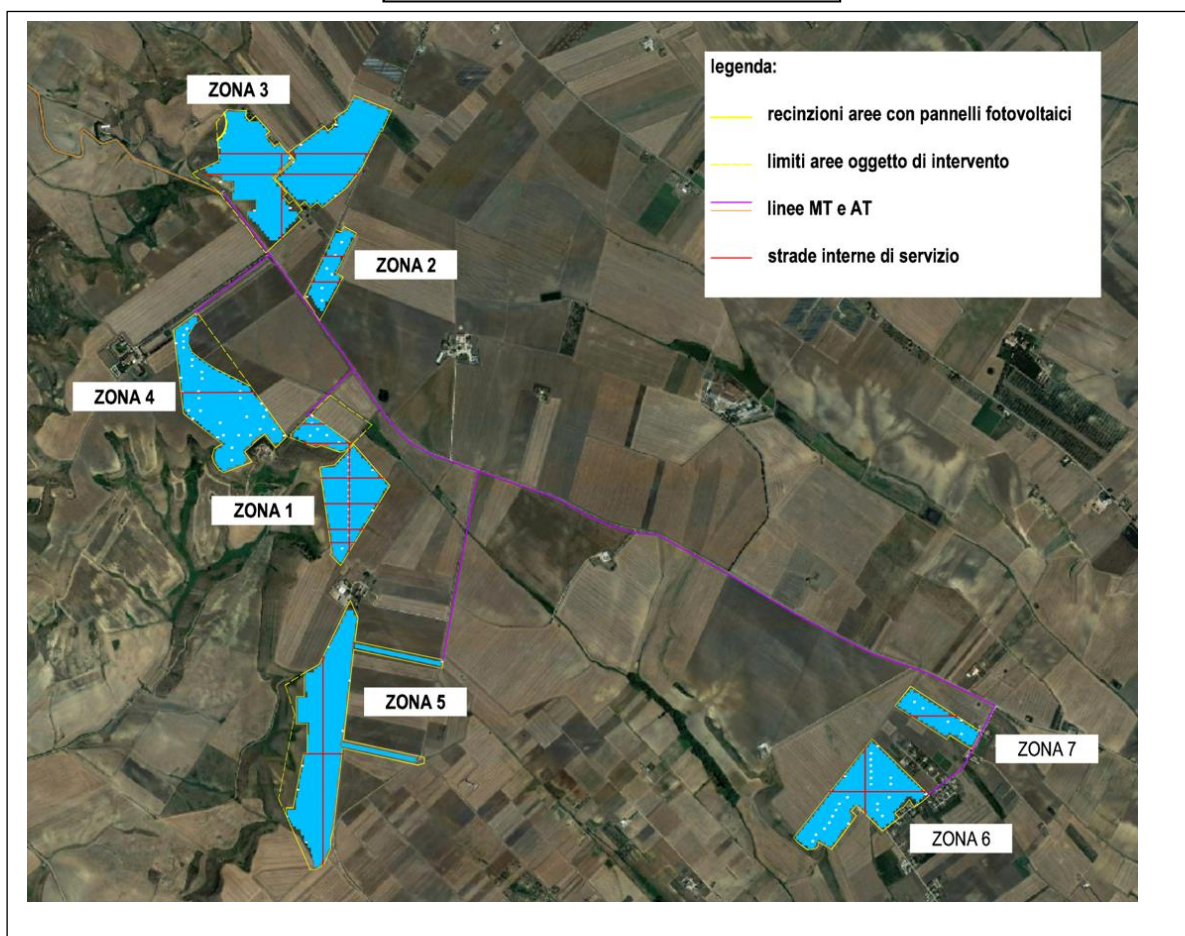 ZONA 3
legenda:
recinzioni aree con pannelli fotovoltaici
limiti aree oggetto di intervento
linee MT e AT
strade interne di servizio
ZONA 2
ZONA 4
ZONA 1
ZONA 5
ZONA 7
ZONA 6